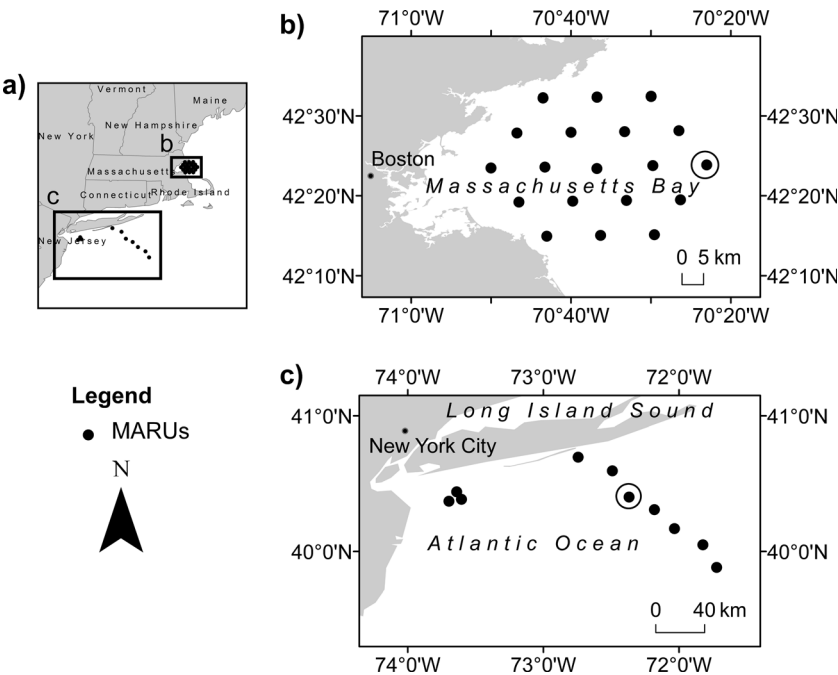 a)
Vermont
Maine
New York
New Hampshire
b
Massachusetts
Connecticut
Rhode Island
c
New Jersey
Legend
MARUs
N
b)
71°0'W 70°40'W 70°20'W
42°30'N 42°30'N
Boston
42°20'N 42°20'N
Massachusetts Bay
0 5 km
42°10'N 42°10'N
71°0'W 70°40'W 70°20'W
c)
74°0'W 73°0'W 72°0'W
41°0'N 41°0'N
Long Island Sound
New York City
40°0'N 40°0'N
Atlantic Ocean
0 40 km
74°0'W 73°0'W 72°0'W